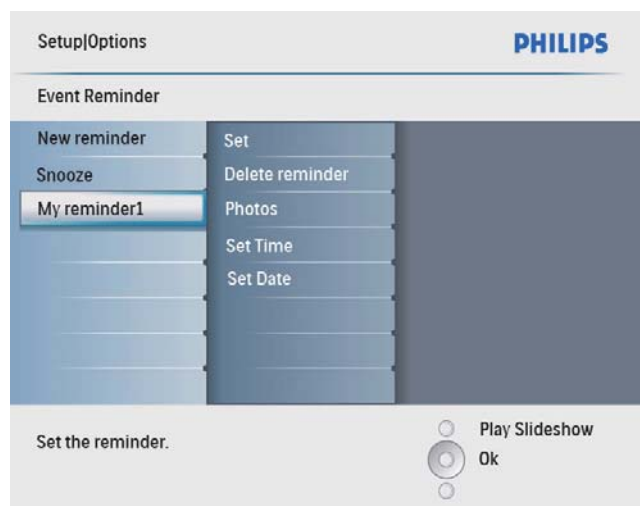 Setup|Options
PHILIPS
Event Reminder
New reminder
Snooze
My reminder1
Set
Delete reminder
Photos
Set Time
Set Date
Set the reminder.
Play Slideshow
Ok